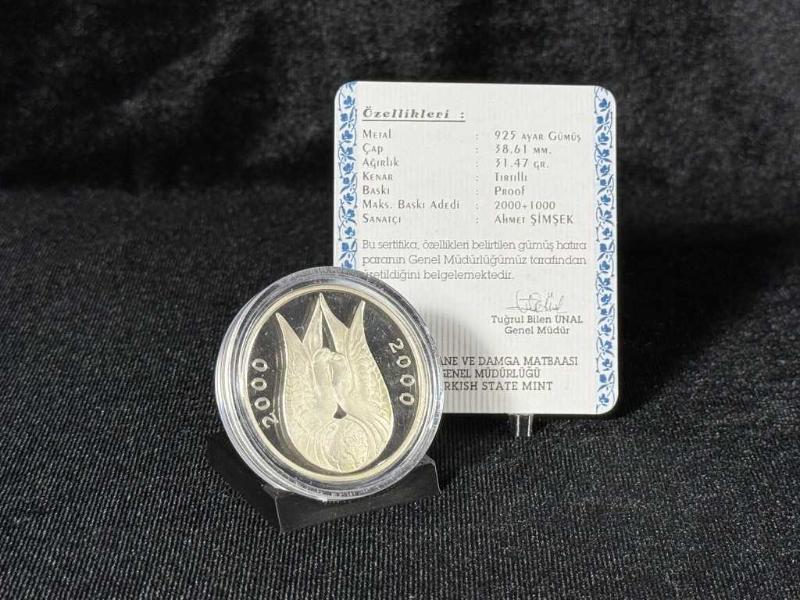 Özellikleri :
Metal : 925 ayar Gümüş
Çap : 38.61 mm.
Ağırlık : 31.47 gr.
Kenar : Tırtıllı
Baskı : Proof
Maks. Baskı Adedi : 2000+1000
Sanatçı : Ahmet ŞİMŞEK
Bu sertifika, özellikleri belirtilen gümüş hatıra
paranın Genel Müdürlüğümüz tarafından
üretildiğini belgelemektedir.
Tuğrul Bilen ÜNAL
Genel Müdür
ANE VE DAMGA MATBAASI
GENEL MÜDÜRLÜĞÜ
RKISH STATE MINT
2000
2000